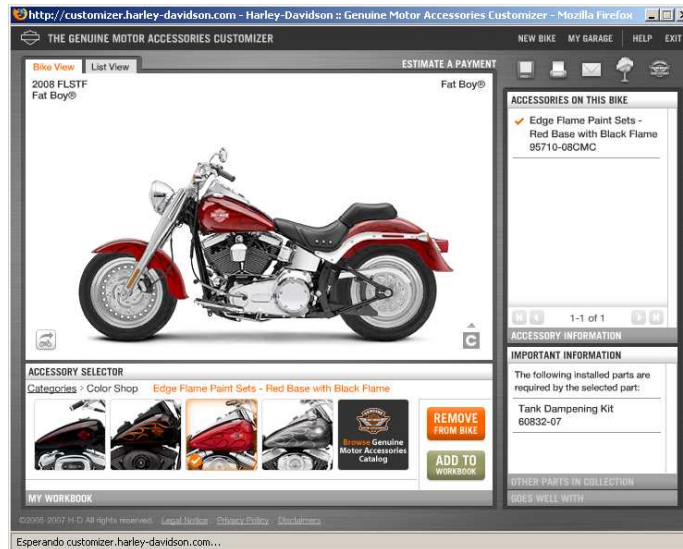 http://customizer.harley-davidson.com - Harley-Davidson :: Genuine Motor Accessories Customizer - Mozilla Firefox
THE GENUINE MOTOR ACCESSORIES CUSTOMIZER
NEW BIKE MY GARAGE HELP EXIT
Bike View List View ESTIMATE A PAYMENT
2008 FLSTF
Fat Boy®
Fat Boy®
ACCESSORIES ON THIS BIKE
Edge Flame Paint Sets -
Red Base with Black Flame
95710-08CMC
1-1 of 1
ACCESSORY INFORMATION
C
IMPORTANT INFORMATION
The following installed parts are
required by the selected part:
Tank Dampening Kit
60832-07
OTHER PARTS IN COLLECTION
GOES WELL WITH
ACCESSORY SELECTOR
Categories > Color Shop Edge Flame Paint Sets - Red Base with Black Flame
Browse Genuine
Motor Accessories
Catalog
REMOVE
FROM BIKE
ADD TO
WORKBOOK
MY WORKBOOK
©2005-2007 H-D All rights reserved. Legal Notice Privacy Policy Disclaimers
Esperando customizer.harley-davidson.com...